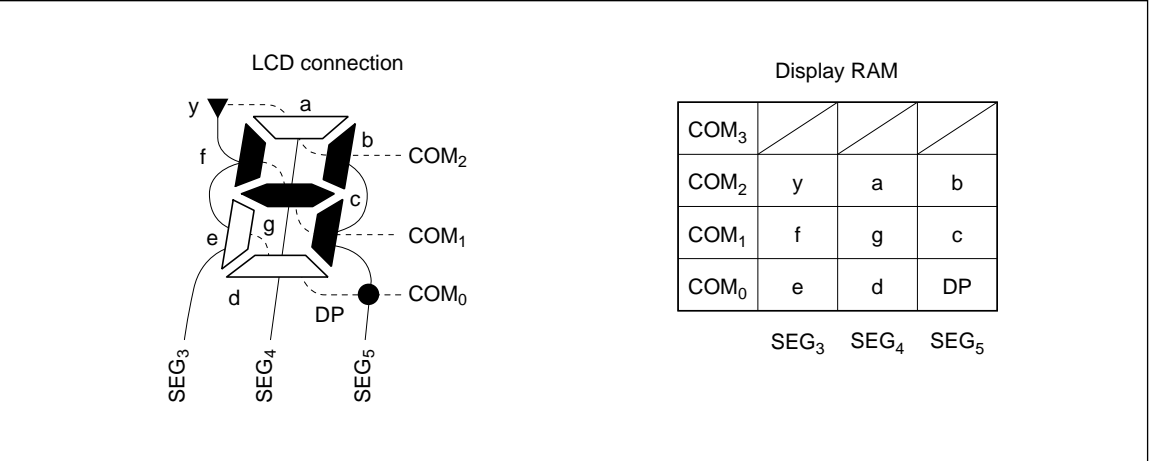 LCD connection
y
a
b
f
COM₂
c
g
e
COM₁
d
DP
COM₀
SEG₃
SEG₄
SEG₅
Display RAM
COM₃
COM₂ y a b
COM₁ f g c
COM₀ e d DP
SEG₃ SEG₄ SEG₅